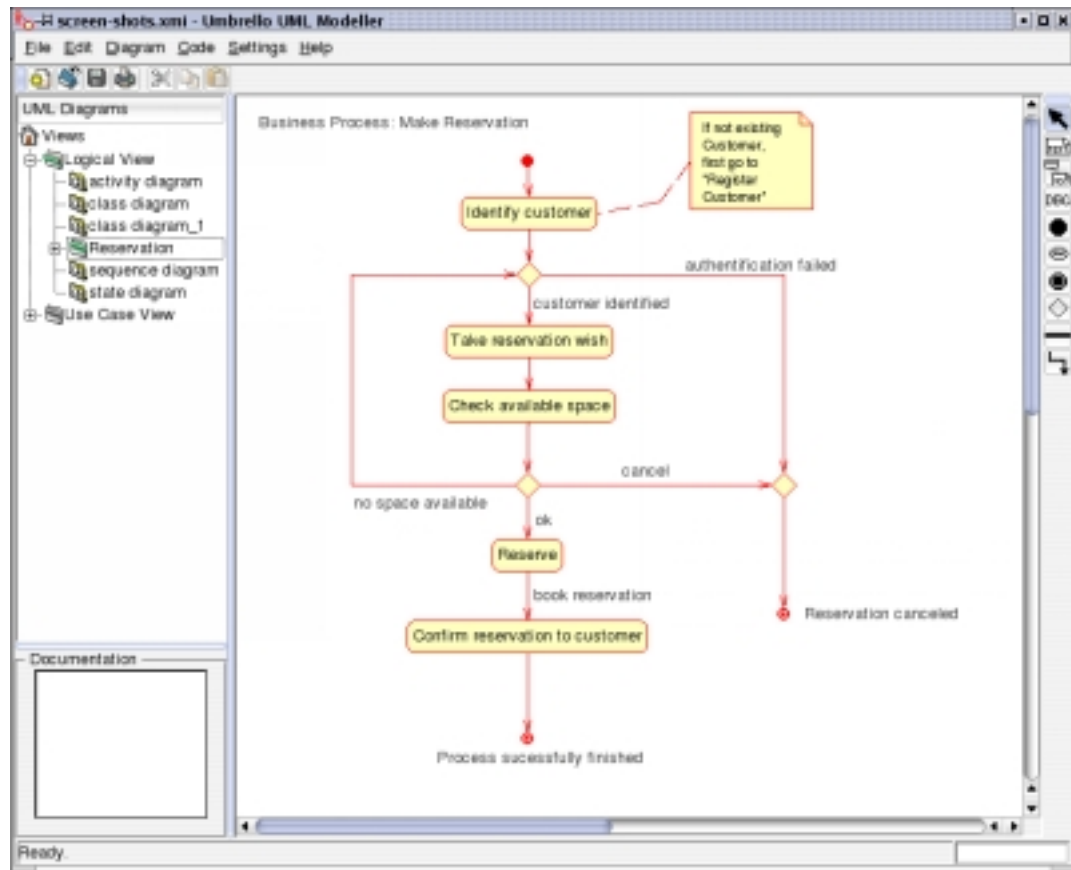 screen-shots.xmi - Umbrello UML Modeller
File Edit Diagram Code Settings Help
UML Diagrams
Views
Logical View
activity diagram
class diagram
class diagram_1
Reservation
sequence diagram
state diagram
Use Case View
Documentation
Business Process: Make Reservation
If not existing
Customer,
first go to
"Register
Customer"
Identify customer
authentification failed
customer identified
Take reservation wish
Check available space
cancel
no space available
ok
Reserve
book reservation
Reservation canceled
Confirm reservation to customer
Process sucessfully finished
Ready.